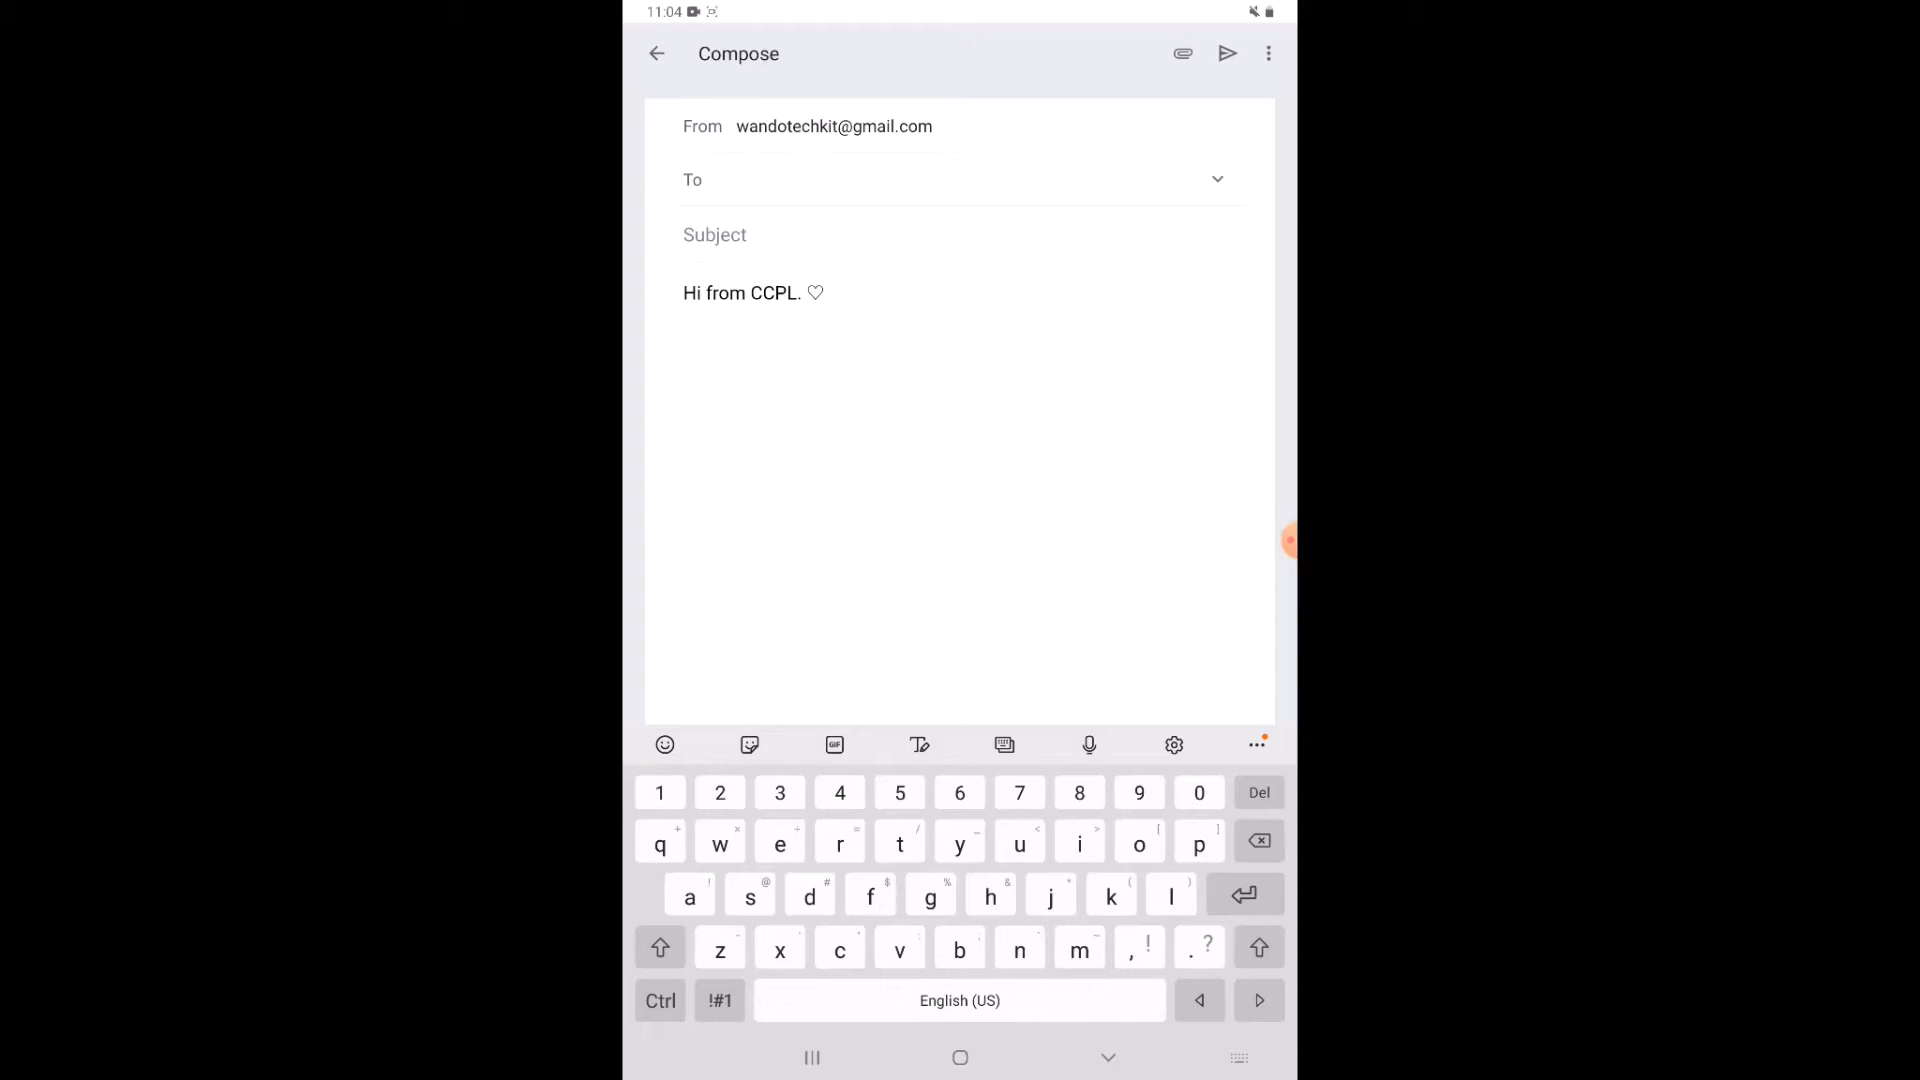 11:04
Compose
From wandotechkit@gmail.com
To
Subject
Hi from CCPL. ♡
GIF
1 2 3 4 5 6 7 8 9 0 Del
q w e r t y u i o p
a s d f g h j k l
z x c v b n m , ! . ?
Ctrl !#1 English (US)